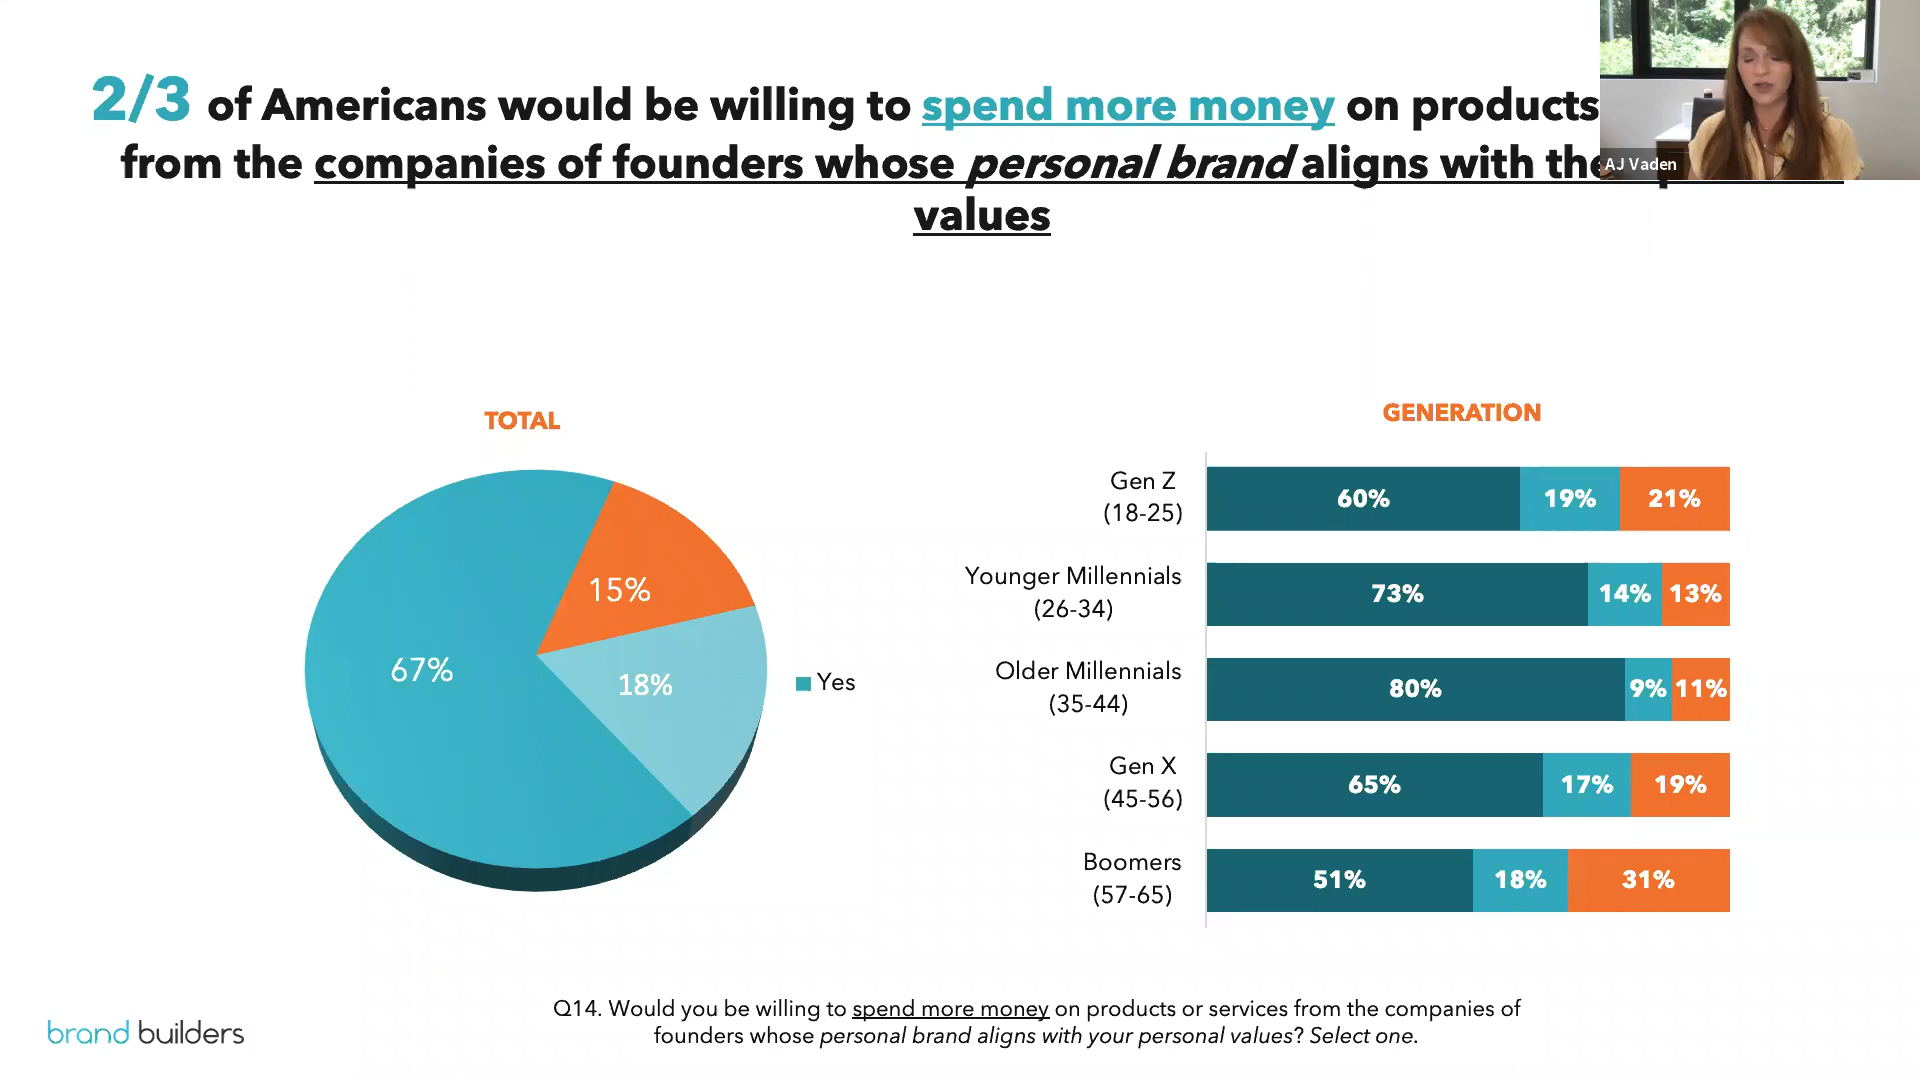 2/3 of Americans would be willing to spend more money on products
from the companies of founders whose personal brand aligns with
values
AJ Vaden
TOTAL
67%
15%
18%
Yes
GENERATION
Gen Z
(18-25)
60% 19% 21%
Younger Millennials
(26-34)
73% 14% 13%
Older Millennials
(35-44)
80% 9% 11%
Gen X
(45-56)
65% 17% 19%
Boomers
(57-65)
51% 18% 31%
Q14. Would you be willing to spend more money on products or services from the companies of
founders whose personal brand aligns with your personal values? Select one.
brand builders